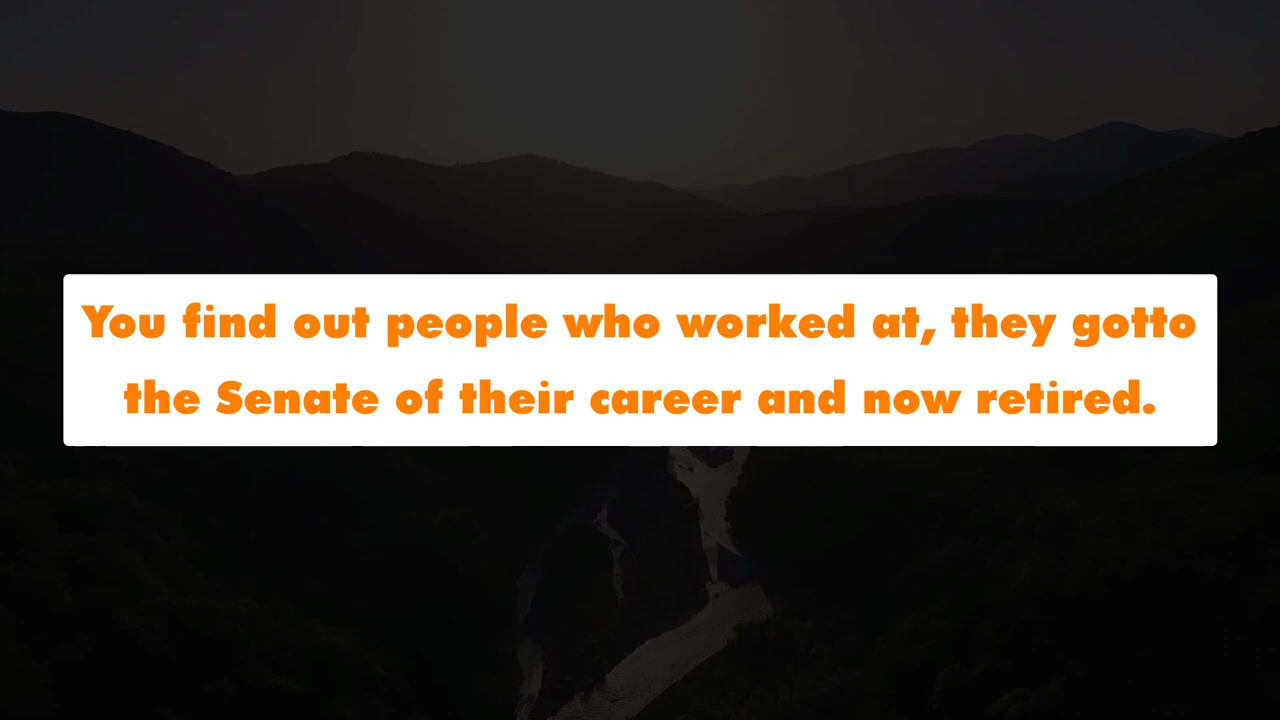 You find out people who worked at, they gotto
the Senate of their career and now retired.